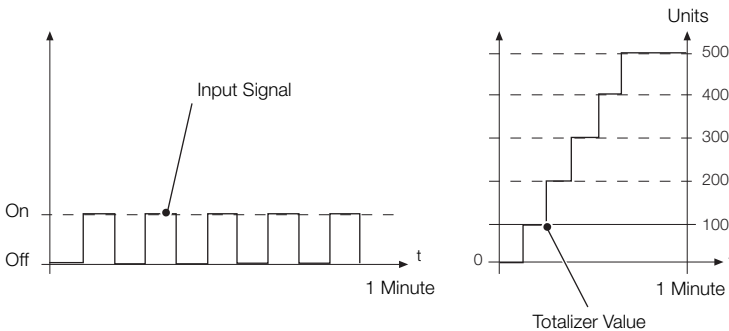 Input Signal
On
Off
t
1 Minute
Units
500
400
300
200
100
0
1 Minute
Totalizer Value